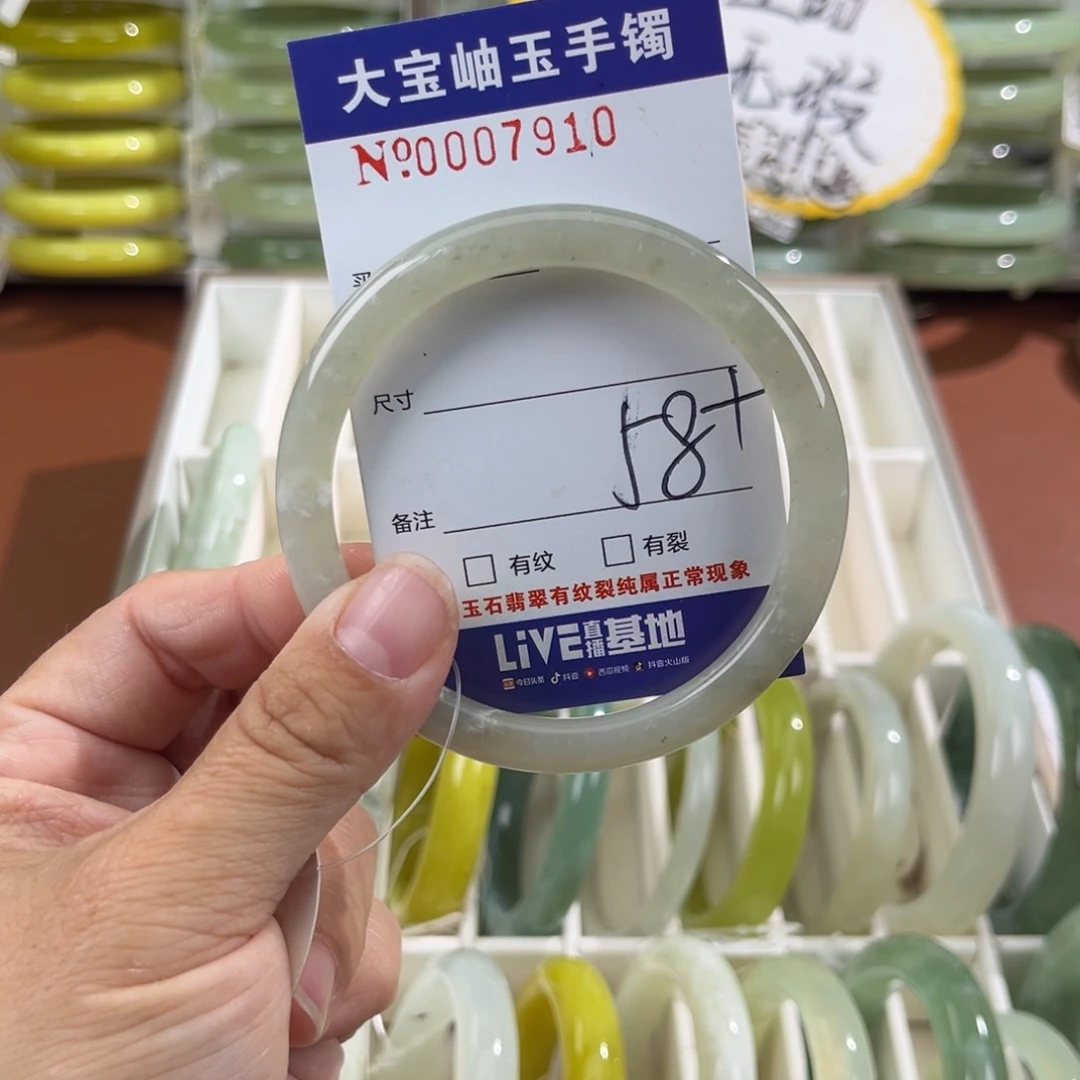 大宝岫玉手镯
№0007910
尺寸
58+
备注
□ 有纹 □ 有裂
玉石翡翠有纹裂纯属正常现象
LiVE直播基地
今日头条 抖音 西瓜视频 抖音火山版
无瑕